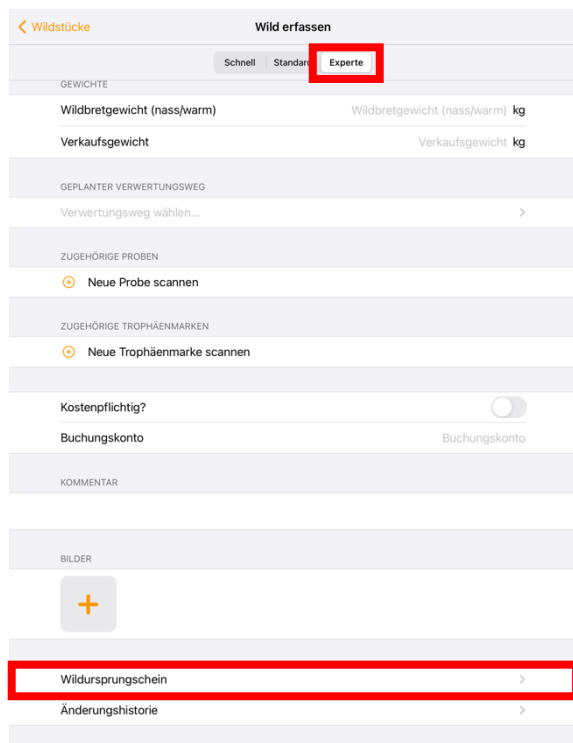 Wildstücke
Wild erfassen
Schnell Standard Experte
GEWICHTE
Wildbretgewicht (nass/warm) Wildbretgewicht (nass/warm) kg
Verkaufsgewicht Verkaufsgewicht kg
GEPLANTER VERWERTUNGSWEG
Verwertungsweg wählen...
ZUGEHÖRIGE PROBEN
Neue Probe scannen
ZUGEHÖRIGE TROPHÄENMARKEN
Neue Trophäenmarke scannen
Kostenpflichtig?
Buchungskonto Buchungskonto
KOMMENTAR
BILDER
Wildursprungschein
Änderungshistorie